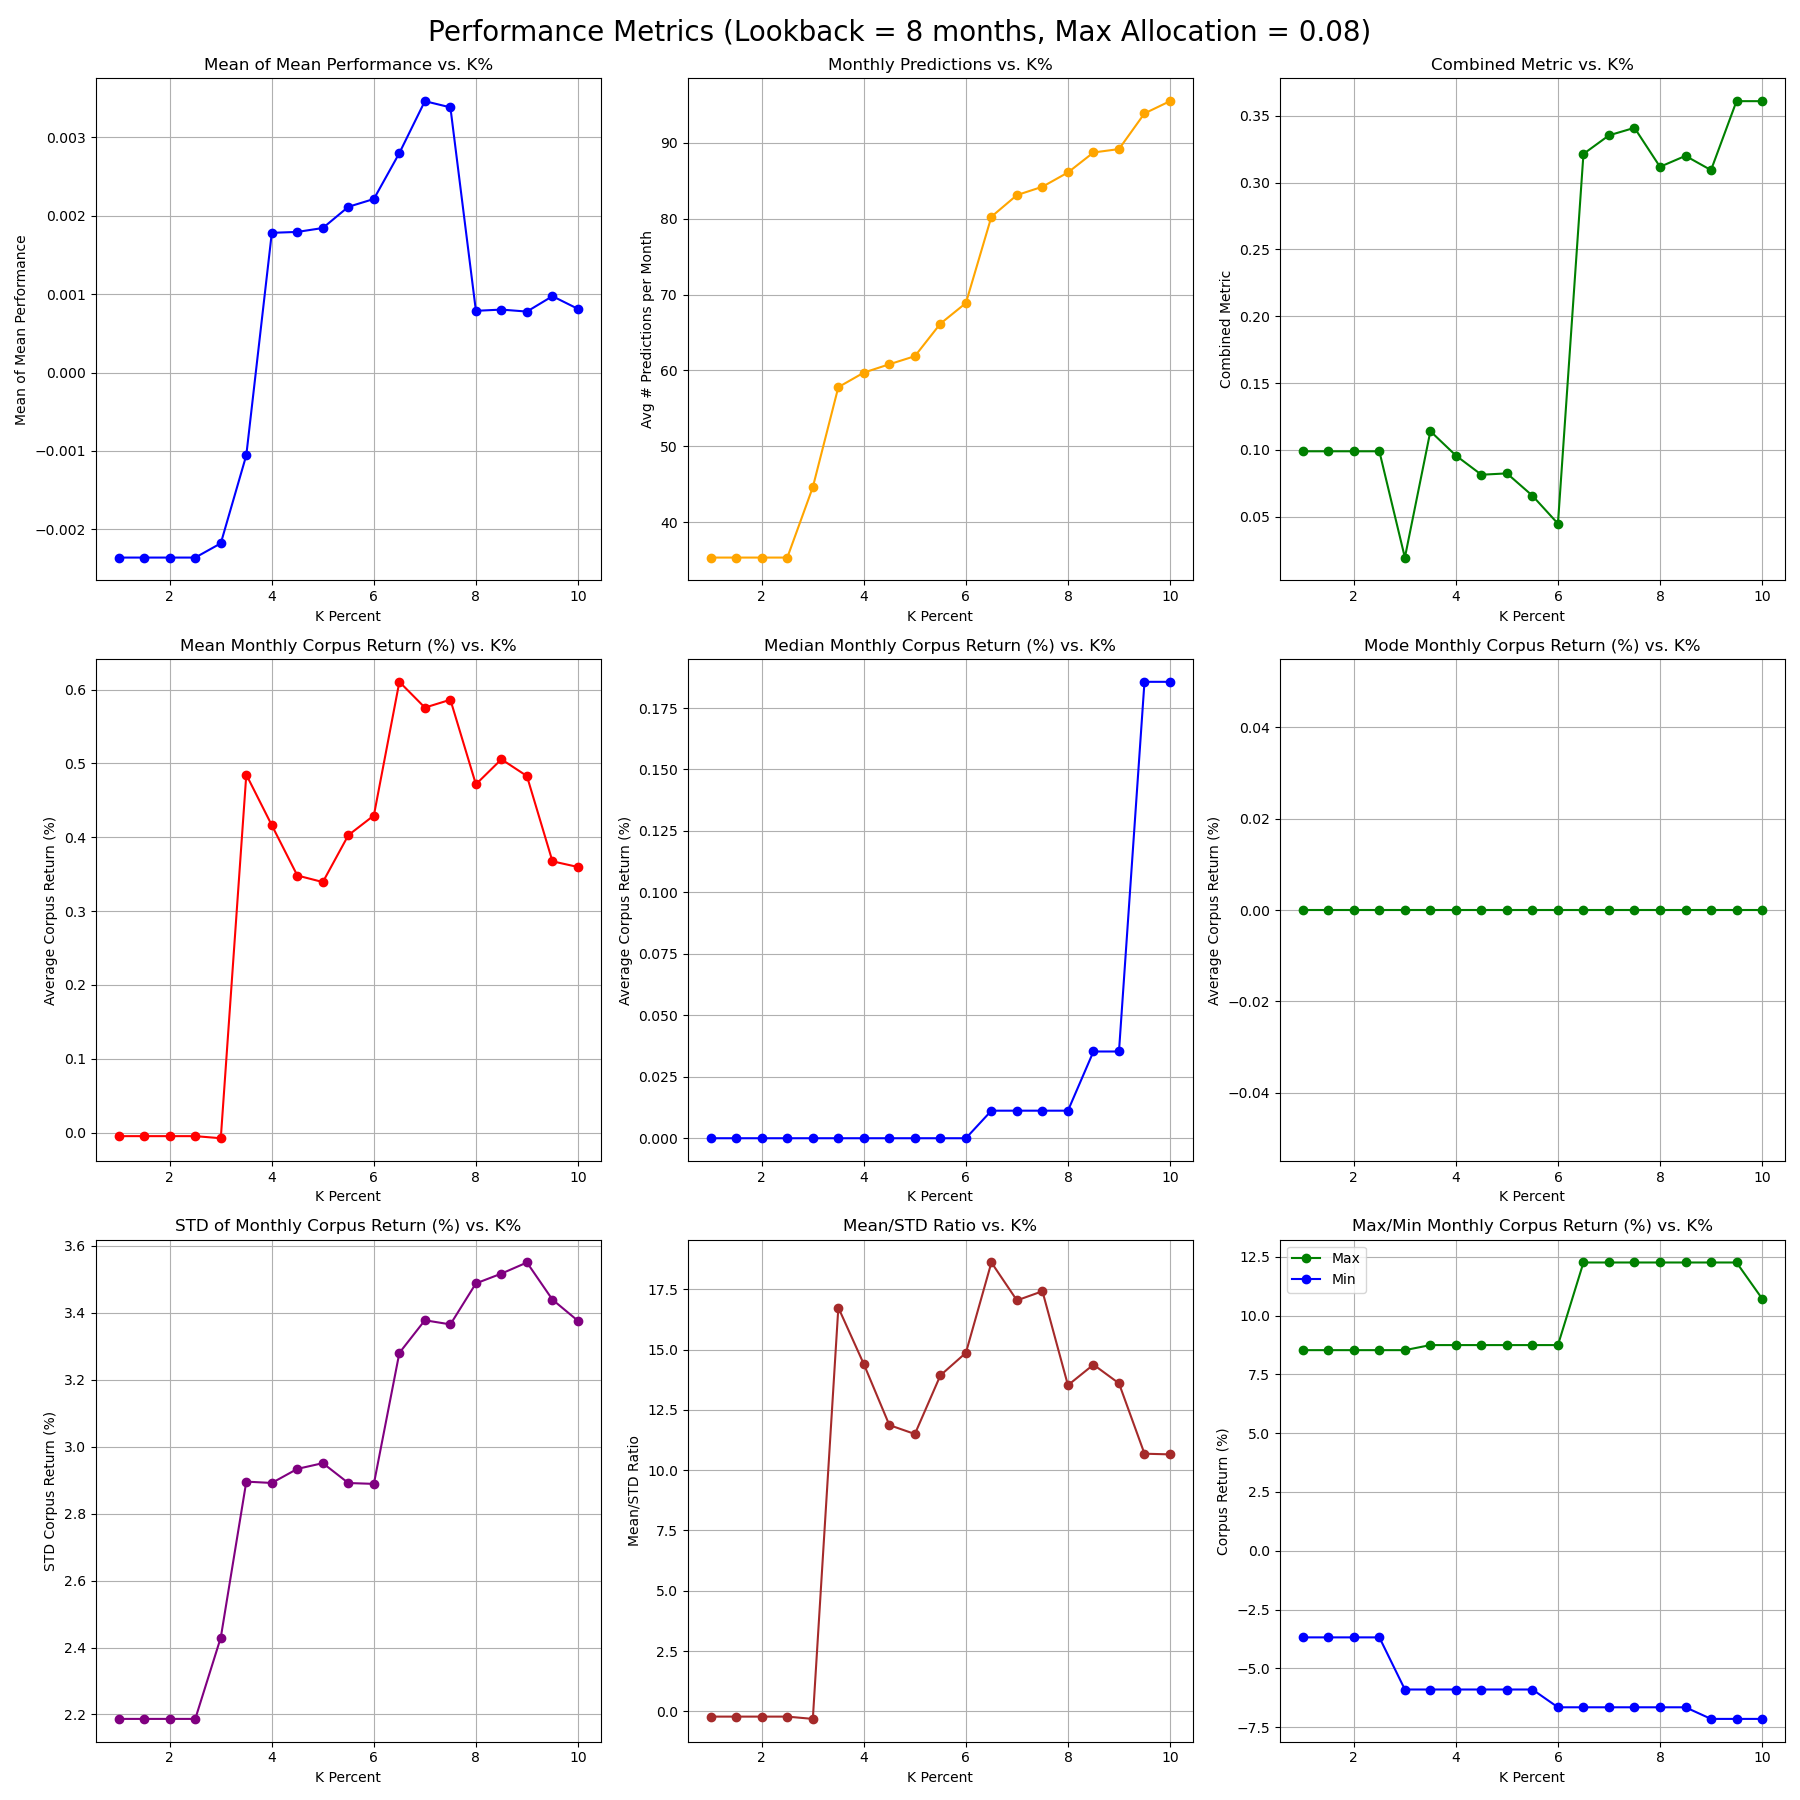 Performance Metrics (Lookback = 8 months, Max Allocation = 0.08)
Mean of Mean Performance vs. K%
Mean of Mean Performance
0.003
0.002
0.001
0.000
−0.001
−0.002
2 4 6 8 10
K Percent
Monthly Predictions vs. K%
Avg # Predictions per Month
90
80
70
60
50
40
2 4 6 8 10
K Percent
Combined Metric vs. K%
Combined Metric
0.35
0.30
0.25
0.20
0.15
0.10
0.05
2 4 6 8 10
K Percent
Mean Monthly Corpus Return (%) vs. K%
Average Corpus Return (%)
0.6
0.5
0.4
0.3
0.2
0.1
0.0
2 4 6 8 10
K Percent
Median Monthly Corpus Return (%) vs. K%
Average Corpus Return (%)
0.175
0.150
0.125
0.100
0.075
0.050
0.025
0.000
2 4 6 8 10
K Percent
Mode Monthly Corpus Return (%) vs. K%
Average Corpus Return (%)
0.04
0.02
0.00
−0.02
−0.04
2 4 6 8 10
K Percent
STD of Monthly Corpus Return (%) vs. K%
STD Corpus Return (%)
3.6
3.4
3.2
3.0
2.8
2.6
2.4
2.2
2 4 6 8 10
K Percent
Mean/STD Ratio vs. K%
Mean/STD Ratio
17.5
15.0
12.5
10.0
7.5
5.0
2.5
0.0
2 4 6 8 10
K Percent
Max/Min Monthly Corpus Return (%) vs. K%
Corpus Return (%)
Max
Min
12.5
10.0
7.5
5.0
2.5
0.0
−2.5
−5.0
−7.5
2 4 6 8 10
K Percent